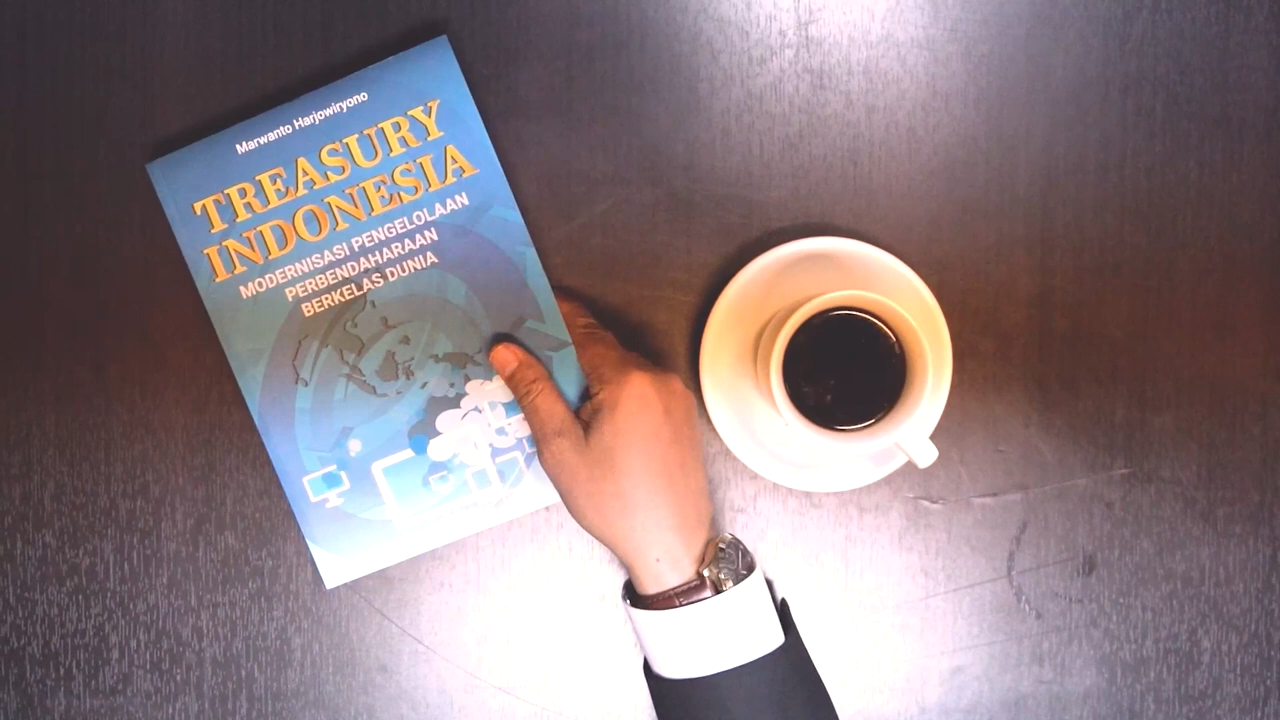 Marwanto Harjowiryono
TREASURY
INDONESIA
MODERNISASI PENGELOLAAN
PERBENDAHARAAN
BERKELAS DUNIA